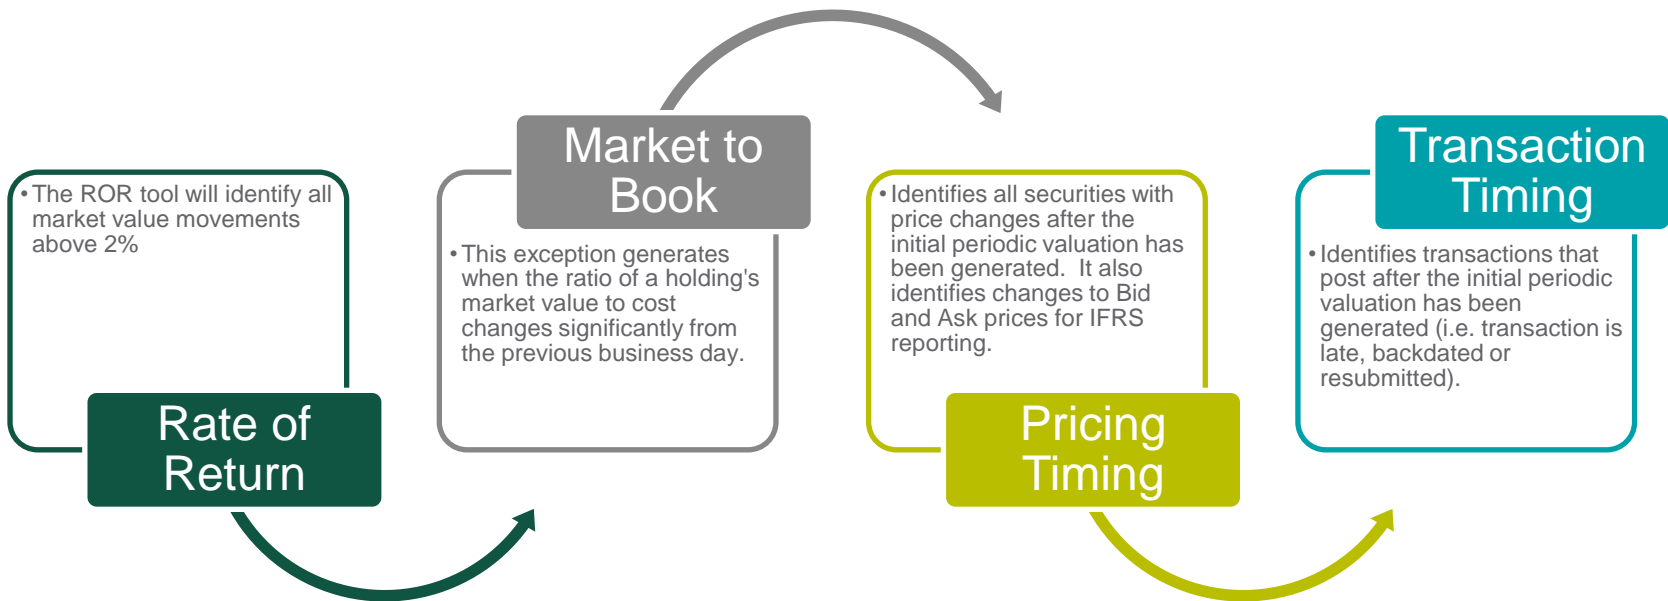 • The ROR tool will identify all
market value movements
above 2%
Rate of
Return
Market to
Book
• This exception generates
when the ratio of a holding's
market value to cost
changes significantly from
the previous business day.
• Identifies all securities with
price changes after the
initial periodic valuation has
been generated.  It also
identifies changes to Bid
and Ask prices for IFRS
reporting.
Pricing
Timing
Transaction
Timing
• Identifies transactions that
post after the initial periodic
valuation has been
generated (i.e. transaction is
late, backdated or
resubmitted).